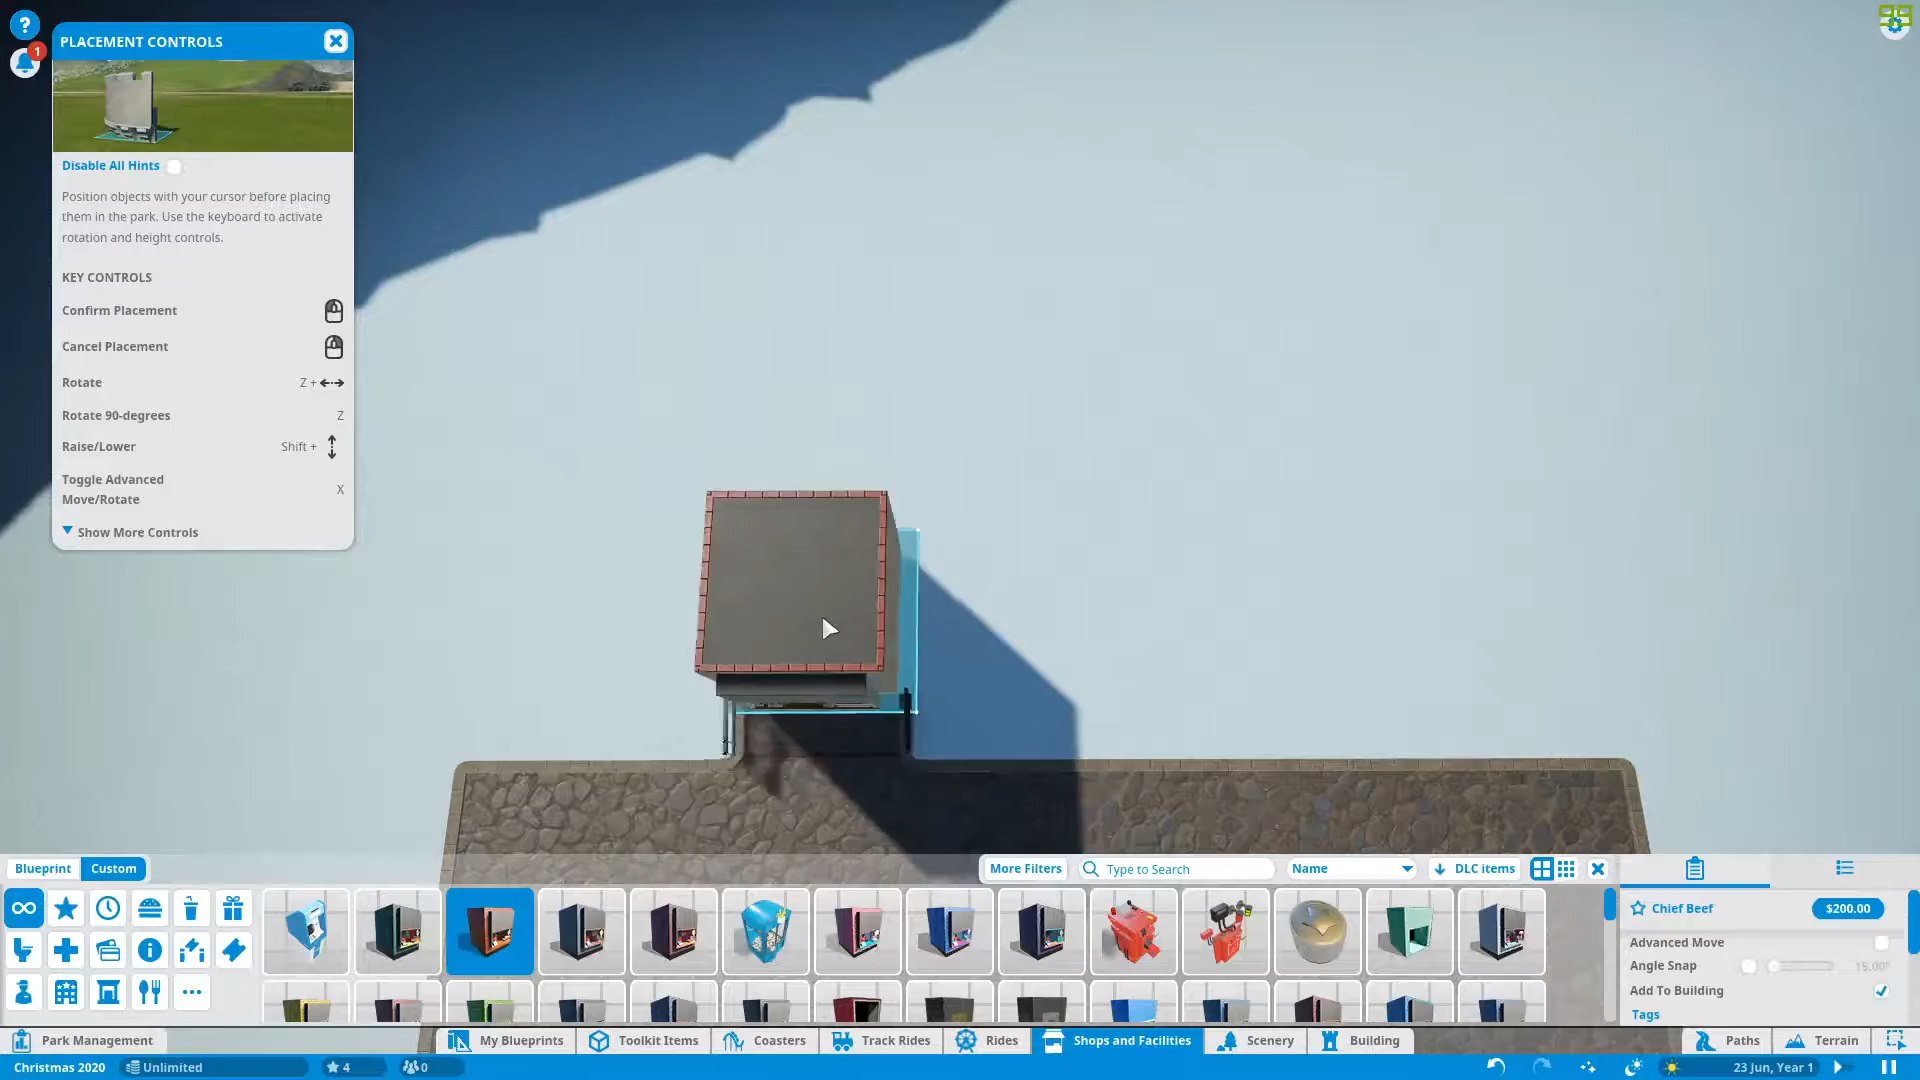 ?
1
PLACEMENT CONTROLS
Disable All Hints
Position objects with your cursor before placing
them in the park. Use the keyboard to activate
rotation and height controls.
KEY CONTROLS
Confirm Placement
Cancel Placement
Rotate Z +
Rotate 90-degrees Z
Raise/Lower Shift +
Toggle Advanced
Move/Rotate X
Show More Controls
99
Blueprint Custom
More Filters Type to Search Name DLC items
Chief Beef $200.00
Advanced Move
Angle Snap 15.00°
Add To Building
Tags
Park Management My Blueprints Toolkit Items Coasters Track Rides Rides Shops and Facilities Scenery Building Paths Terrain
Christmas 2020 Unlimited 4 0 23 Jun, Year 1